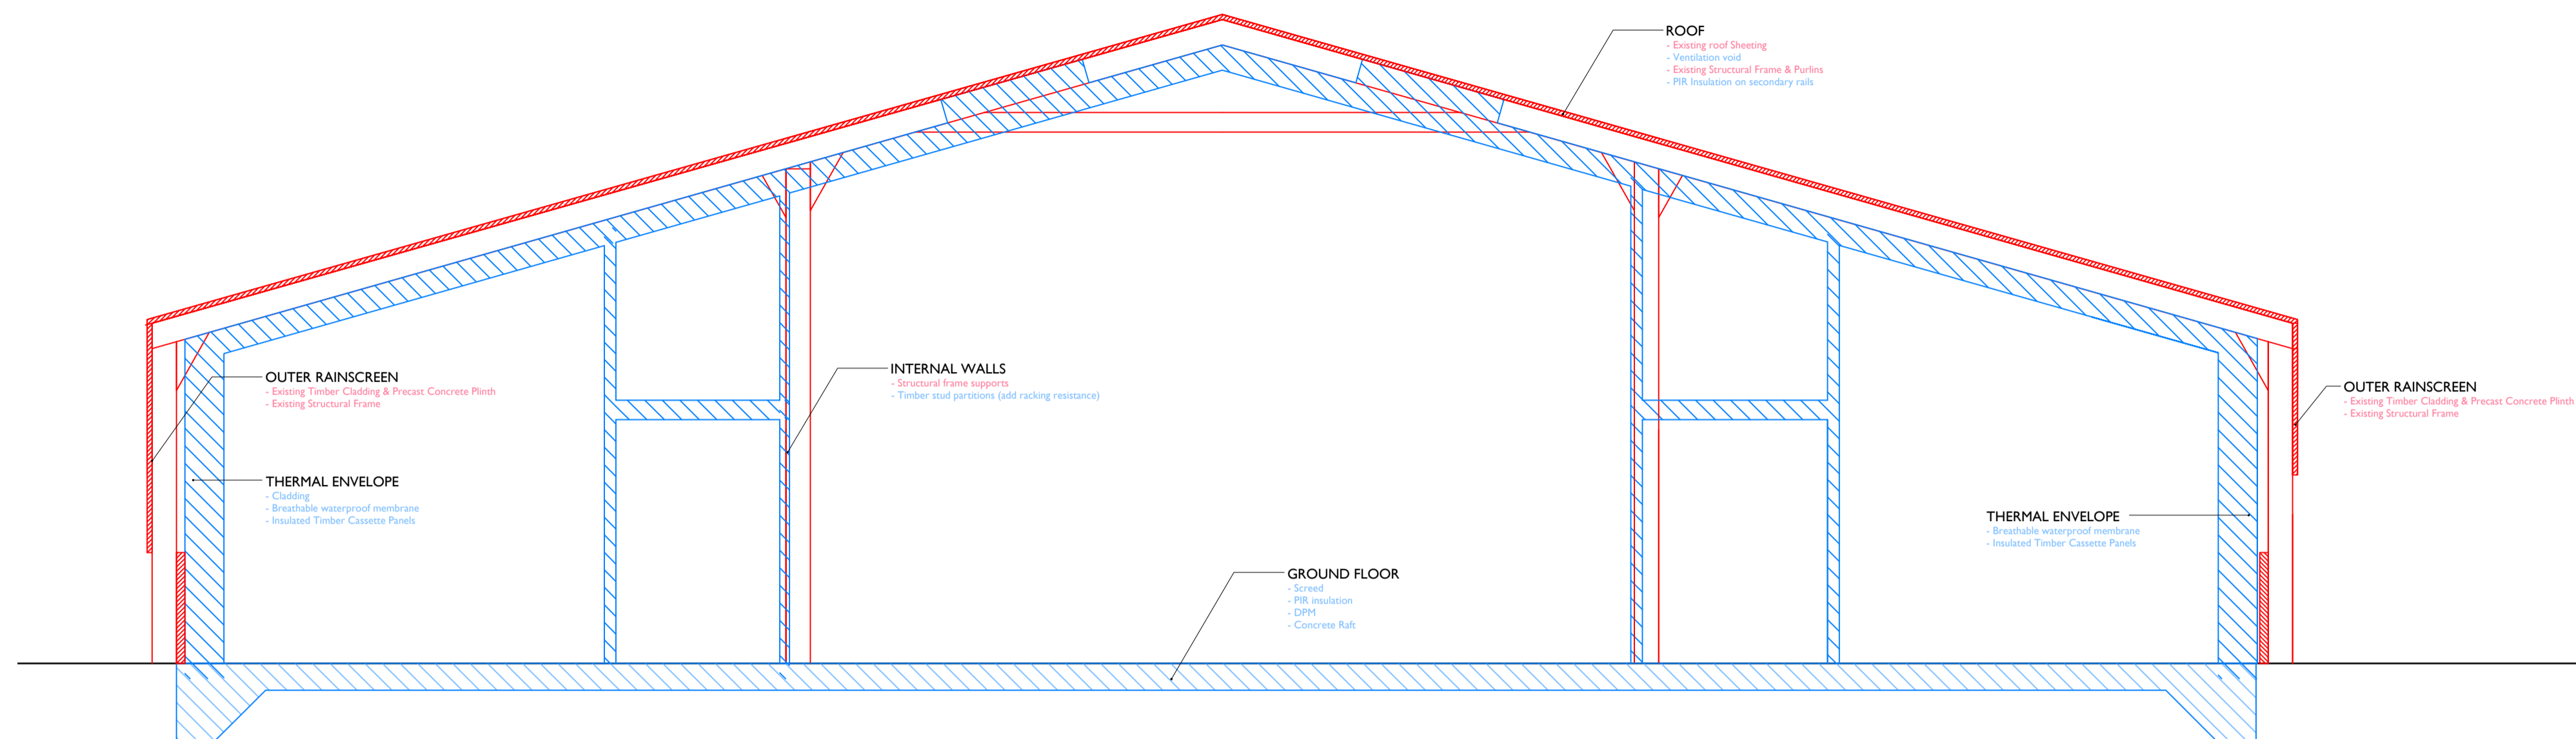 ROOF
- Existing roof Sheeting
- Ventilation void
- Existing Structural Frame & Purlins
- PIR Insulation on secondary rails
OUTER RAINSCREEN
- Existing Timber Cladding & Precast Concrete Plinth
- Existing Structural Frame
THERMAL ENVELOPE
- Cladding
- Breathable waterproof membrane
- Insulated Timber Cassette Panels
INTERNAL WALLS
- Structural frame supports
- Timber stud partitions (add racking resistance)
GROUND FLOOR
- Screed
- PIR insulation
- DPM
- Concrete Raft
OUTER RAINSCREEN
- Existing Timber Cladding & Precast Concrete Plinth
- Existing Structural Frame
THERMAL ENVELOPE
- Breathable waterproof membrane
- Insulated Timber Cassette Panels